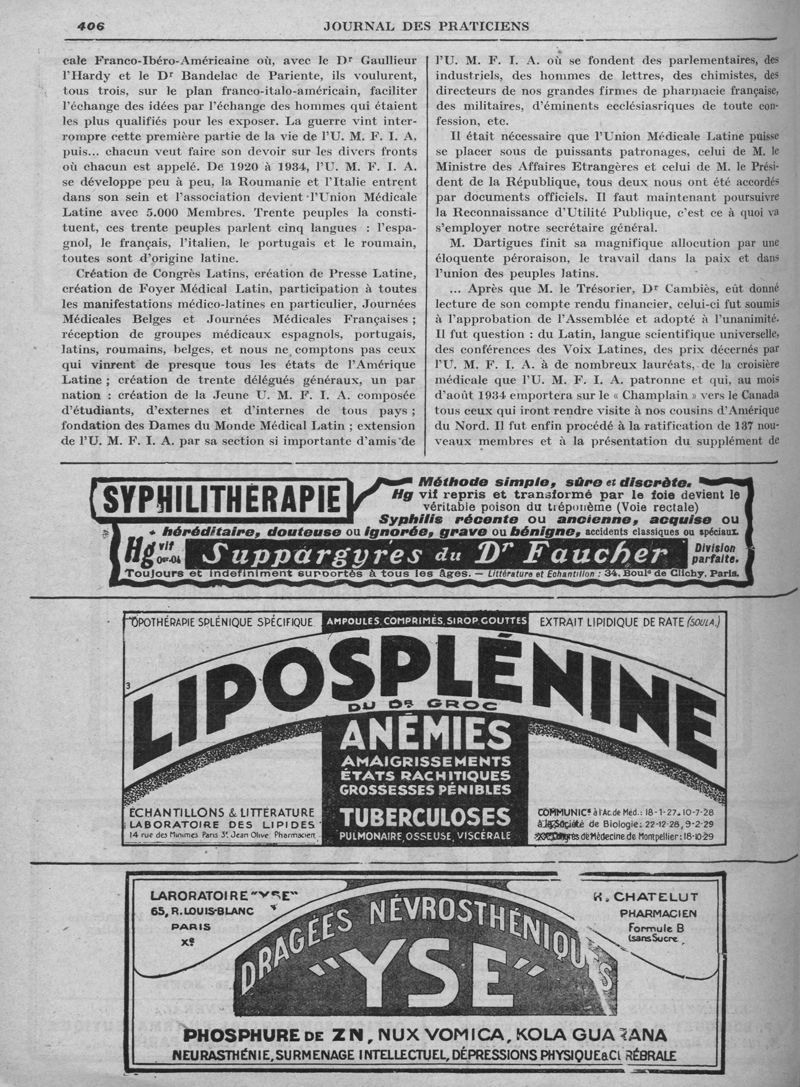 406
JOURNAL DES PRATICIENS
cale Franco-Ibéro-Américaine où, avec le Dr Gaullieur
l'Hardy et le Dr Bandelac de Pariente, ils voulurent,
tous trois, sur le plan franco-italo-américain, faciliter
l'échange des idées par l'échange des hommes qui étaient
les plus qualifiés pour les exposer. La guerre vint inter-
rompre cette première partie de la vie de l'U. M. F. I. A.
puis... chacun veut faire son devoir sur les divers fronts
où chacun est appelé. De 1920 à 1934, l'U. M. F. I. A.
se développe peu à peu, la Roumanie et l'Italie entrent
dans son sein et l'association devient l'Union Médicale
Latine avec 5.000 Membres. Trente peuples la consti-
tuent, ces trente peuples parlent cinq langues : l'espa-
gnol, le français, l'italien, le portugais et le roumain,
toutes sont d'origine latine.
Création de Congrès Latins, création de Presse Latine,
création de Foyer Médical Latin, participation à toutes
les manifestations médico-latines en particulier, Journées
Médicales Belges et Journées Médicales Françaises ;
réception de groupes médicaux espagnols, portugais,
latins, roumains, belges, et nous ne comptons pas ceux
qui vinrent de presque tous les états de l'Amérique
Latine ; création de trente délégués généraux, un par
nation : création de la Jeune U. M. F. I. A. composée
d'étudiants, d'externes et d'internes de tous pays ;
fondation des Dames du Monde Médical Latin ; extension
de l'U. M. F. I. A. par sa section si importante d'amis de
l'U. M. F. I. A. où se fondent des parlementaires, des
industriels, des hommes de lettres, des chimistes, des
directeurs de nos grandes firmes de pharmacie française,
des militaires, d'éminents ecclésiasriques de toute con-
fession, etc.
Il était nécessaire que l'Union Médicale Latine puisse
se placer sous de puissants patronages, celui de M. le
Ministre des Affaires Etrangères et celui de M. le Prési-
dent de la République, tous deux nous ont été accordés
par documents officiels. Il faut maintenant poursuivre
la Reconnaissance d'Utilité Publique, c'est ce à quoi va
s'employer notre secrétaire général.
M. Dartigues finit sa magnifique allocution par une
éloquente péroraison, le travail dans la paix et dans
l'union des peuples latins.
... Après que M. le Trésorier, Dr Cambiès, eût donné
lecture de son compte rendu financier, celui-ci fut soumis
à l'approbation de l'Assemblée et adopté à l'unanimité.
Il fut question : du Latin, langue scientifique universelle,
des conférences des Voix Latines, des prix décernés par
l'U. M. F. I. A. à de nombreux lauréats, de la croisière
médicale que l'U. M. F. I. A. patronne et qui, au mois
d'août 1934 emportera sur le « Champlain » vers le Canada
tous ceux qui iront rendre visite à nos cousins d'Amérique
du Nord. Il fut enfin procédé à la ratification de 187 nou-
veaux membres et à la présentation du supplément de
SYPHILITHÉRAPIE
Méthode simple, sûre et discrète.
Hg vif repris et transformé par le foie devient le
véritable poison du tréponème (Voie rectale)
Syphilis récente ou ancienne, acquise ou
héréditaire, douteuse ou ignorée, grave ou bénigne, accidents classiques ou spéciaux.
Hg vif 0gr.04 Suppargyres du Dr Faucher Division parfaite.
Toujours et indéfiniment supportés à tous les âges. — Littérature et Echantillon : 34, Boulд de Clichy, Paris.
OPOTHÉRAPIE SPLÉNIQUE SPÉCIFIQUE
AMPOULES, COMPRIMÉS, SIROP, GOUTTES
EXTRAIT LIPIDIQUE DE RATE (SOULA.)
3
LIPOSPLÉNINE
DU Dr GROC
ANÉMIES
AMAIGRISSEMENTS
ÉTATS RACHITIQUES
GROSSESSES PÉNIBLES
TUBERCULOSES
PULMONAIRE, OSSEUSE, VISCÉRALE
ÉCHANTILLONS & LITTÉRATURE
LABORATOIRE DES LIPIDES
14 rue des Minimes Paris 3e. Jean Olive. Pharmacien
COMMUNICs à l'Ac. de Méd.: 18-1-27. 10-7-28
à la Société de Biologie: 22-12-28, 9-2-29
de Médecine de Montpellier: 18-10-29
LARORATOIRE "YSE"
65, R. LOUIS-BLANC
PARIS
Xe
K. CHATELUT
PHARMACIEN
Formule B
(sans Sucre
DRAGÉES NÉVROSTHÉNIQUES
"YSE"
PHOSPHURE DE ZN, NUX VOMICA, KOLA GUARANA
NEURASTHÉNIE, SURMENAGE INTELLECTUEL, DÉPRESSIONS PHYSIQUE & CÉRÉBRALE